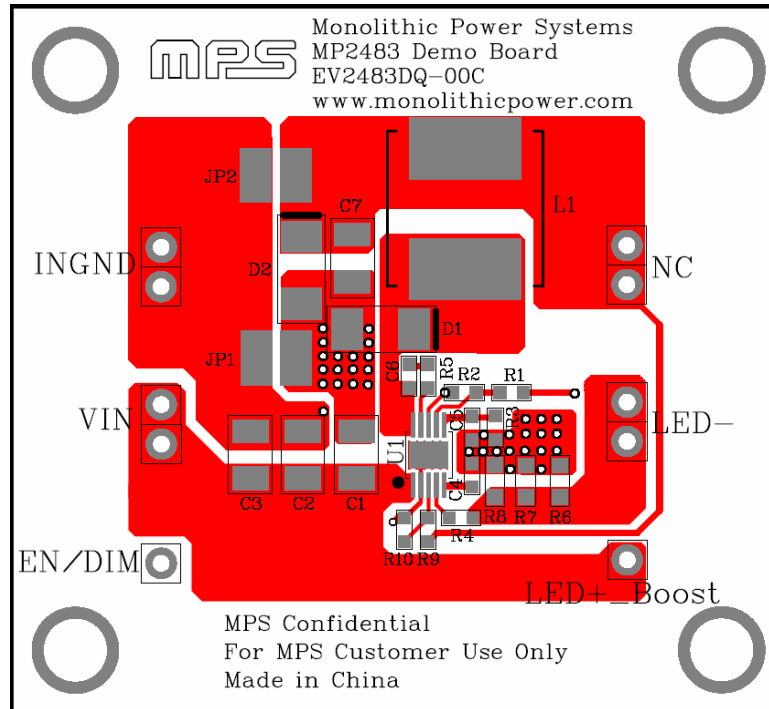 MPS
Monolithic Power Systems
MP2483 Demo Board
EV2483DQ-00C
www.monolithicpower.com
JP2
C7
L1
INGND
D2
NC
D1
JP1
C6
R5
R2
R1
VIN
C5
R3
LED-
U1
C4
C3
C2
C1
R8
R7
R6
R4
EN/DIM
R10
R9
LED+_Boost
MPS Confidential
For MPS Customer Use Only
Made in China